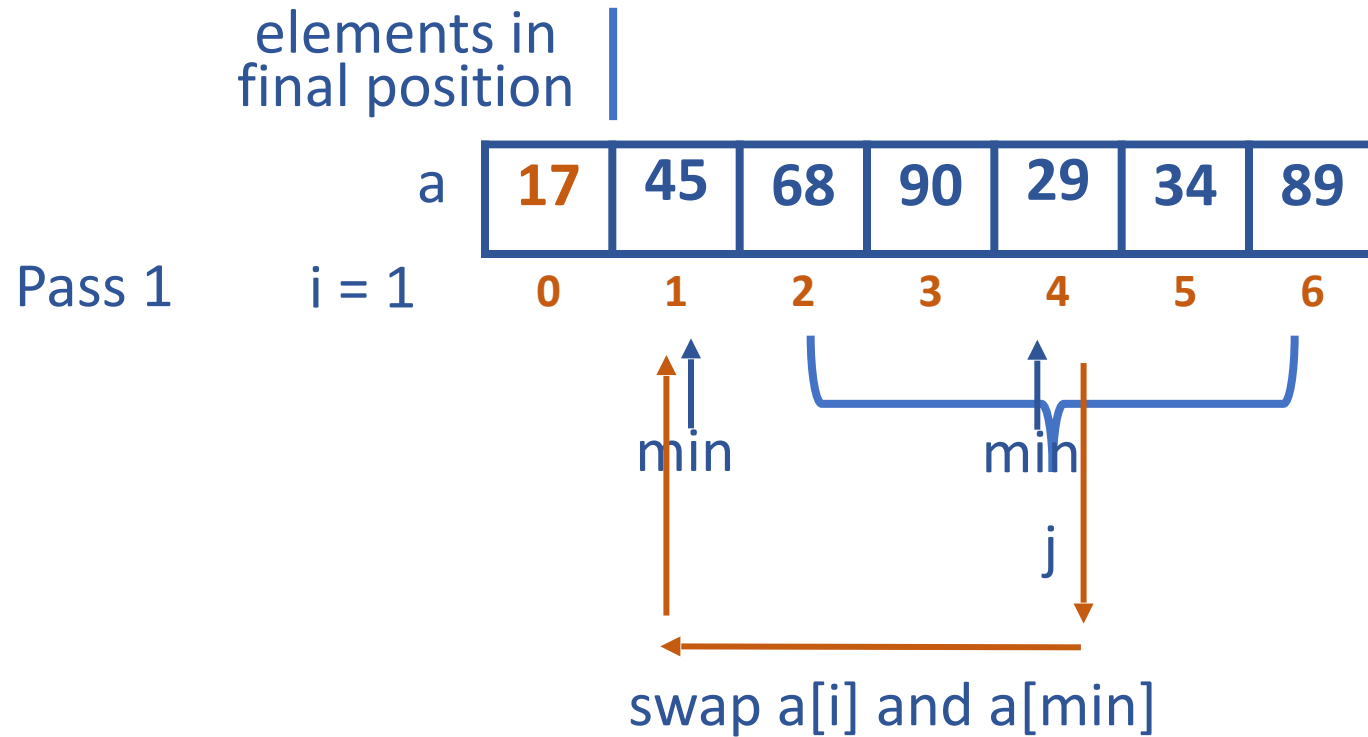 elements in
final position
a 17 45 68 90 29 34 89
Pass 1 i = 1 0 1 2 3 4 5 6
min min
j
swap a[i] and a[min]